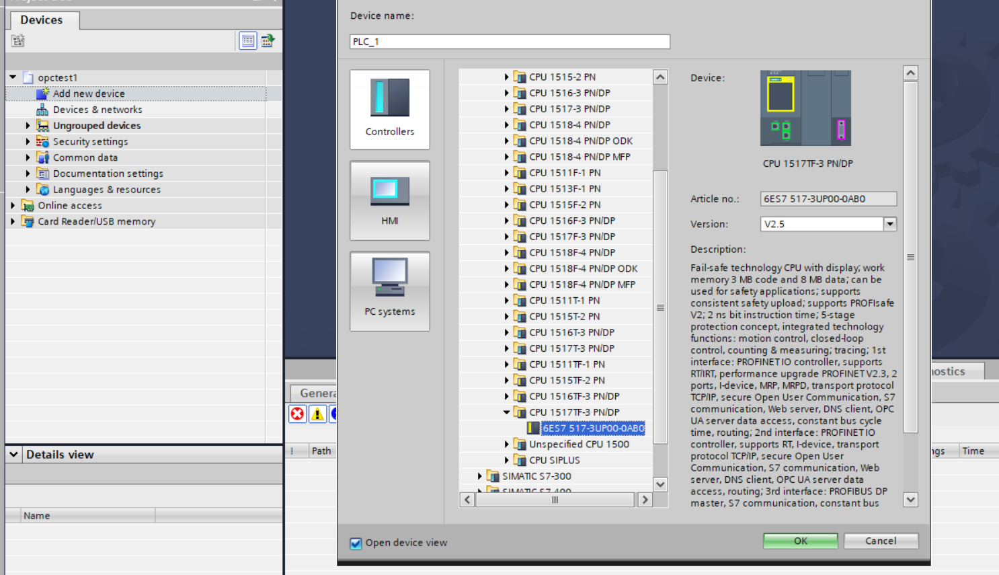 Devices
opctest1
Add new device
Devices & networks
Ungrouped devices
Security settings
Common data
Documentation settings
Languages & resources
Online access
Card Reader/USB memory
Details view
Name
Device name:
PLC_1
Controllers
HMI
PC systems
CPU 1515-2 PN
CPU 1516-3 PN/DP
CPU 1517-3 PN/DP
CPU 1518-4 PN/DP
CPU 1518-4 PN/DP ODK
CPU 1518-4 PN/DP MFP
CPU 1511F-1 PN
CPU 1513F-1 PN
CPU 1515F-2 PN
CPU 1516F-3 PN/DP
CPU 1517F-3 PN/DP
CPU 1518F-4 PN/DP
CPU 1518F-4 PN/DP ODK
CPU 1518F-4 PN/DP MFP
CPU 1511T-1 PN
CPU 1515T-2 PN
CPU 1516T-3 PN/DP
CPU 1517T-3 PN/DP
CPU 1511TF-1 PN
CPU 1515TF-2 PN
CPU 1516TF-3 PN/DP
CPU 1517TF-3 PN/DP
6ES7 517-3UP00-0AB0
Unspecified CPU 1500
CPU SIPLUS
SIMATIC S7-300
SIMATIC S7-400
Device:
CPU 1517TF-3 PN/DP
Article no.: 6ES7 517-3UP00-0AB0
Version: V2.5
Description:
Fail-safe technology CPU with display; work
memory 3 MB code and 8 MB data; can be
used for safety applications; supports
consistent safety upload; supports PROFIsafe
V2; 2 ns bit instruction time; 5-stage
protection concept, integrated technology
functions: motion control, closed-loop
control, counting & measuring; tracing; 1st
interface: PROFINET IO controller, supports
RT/IRT, performance upgrade PROFINET V2.3, 2
ports, I-device, MRP, MRPD, transport protocol
TCP/IP, secure Open User Communication, S7
communication, Web server, DNS client, OPC
UA server data access, constant bus cycle
time, routing; 2nd interface: PROFINET IO
controller, supports RT, I-device, transport
protocol TCP/IP, secure Open User
Communication, S7 communication, Web
server, DNS client, OPC UA server data
access, routing; 3rd interface: PROFIBUS DP
master, S7 communication, constant bus
Open device view
OK
Cancel
Genera
nostics
! Path
ngs Time